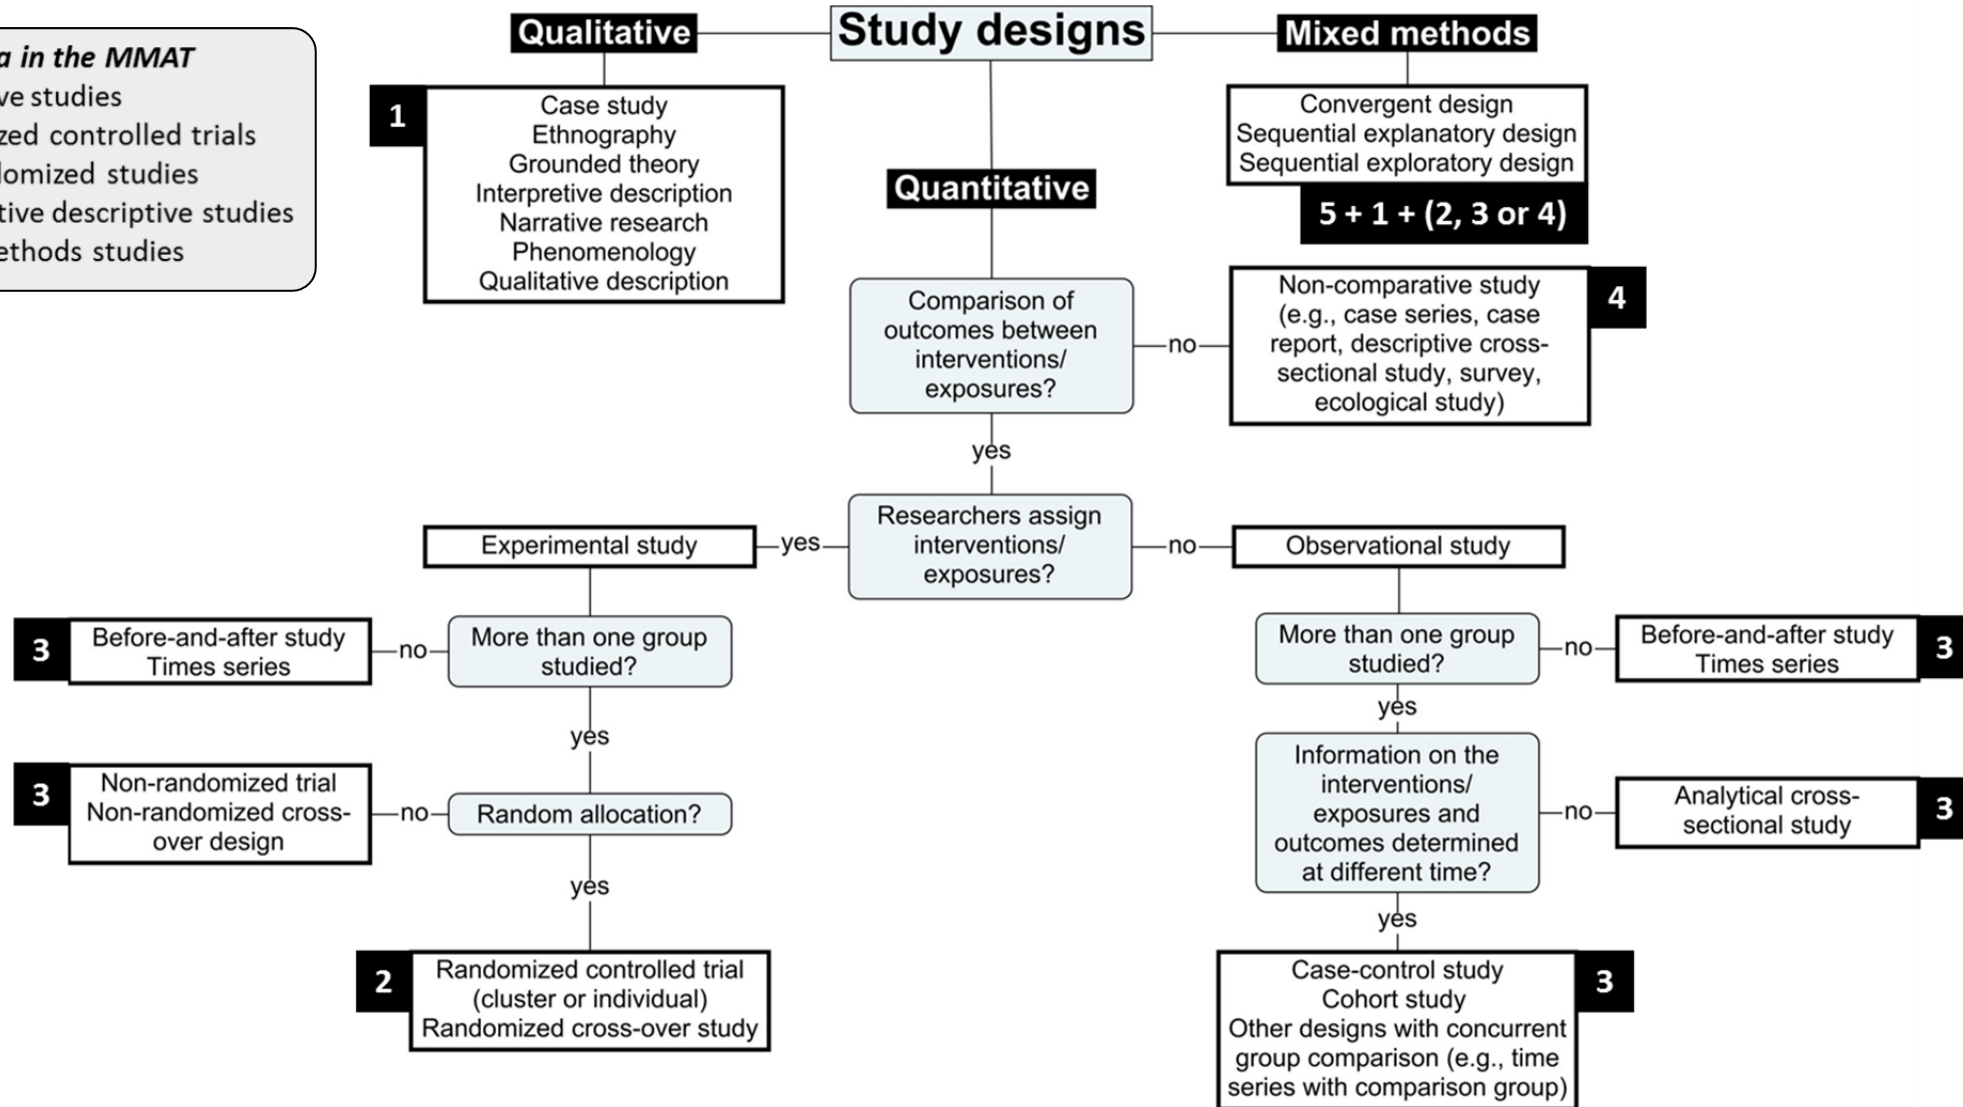 Study designs
Qualitative
Mixed methods
a in the MMAT
ve studies
zed controlled trials
lomized studies
tive descriptive studies
ethods studies
1
Case study
Ethnography
Grounded theory
Interpretive description
Narrative research
Phenomenology
Qualitative description
Convergent design
Sequential explanatory design
Sequential exploratory design
5 + 1 + (2, 3 or 4)
Quantitative
Comparison of
outcomes between
interventions/
exposures?
no
Non-comparative study
(e.g., case series, case
report, descriptive cross-
sectional study, survey,
ecological study)
4
yes
Researchers assign
interventions/
exposures?
yes
Experimental study
no
Observational study
More than one group
studied?
no
Before-and-after study
Times series
3
yes
Random allocation?
no
Non-randomized trial
Non-randomized cross-
over design
3
yes
2
Randomized controlled trial
(cluster or individual)
Randomized cross-over study
More than one group
studied?
no
Before-and-after study
Times series
3
yes
Information on the
interventions/
exposures and
outcomes determined
at different time?
no
Analytical cross-
sectional study
3
yes
Case-control study
Cohort study
Other designs with concurrent
group comparison (e.g., time
series with comparison group)
3